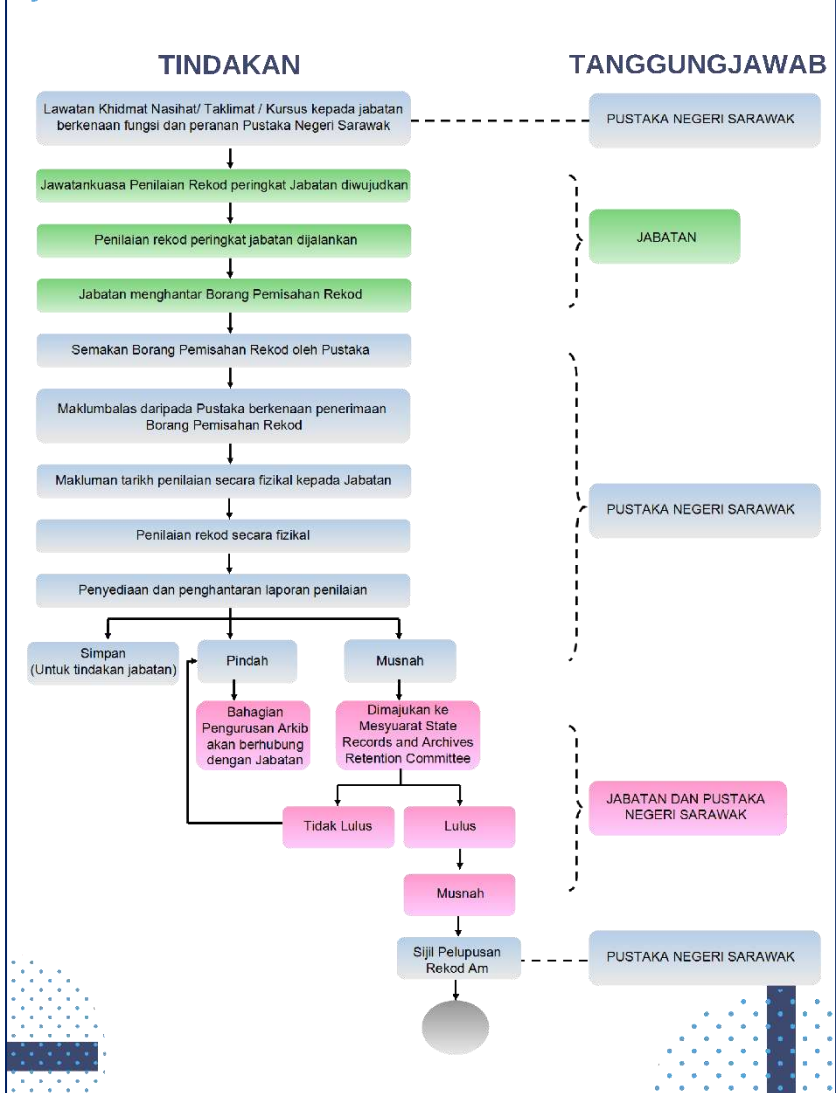 TINDAKAN
TANGGUNGJAWAB
Lawatan Khidmat Nasihat/ Taklimat / Kursus kepada jabatan
berkenaan fungsi dan peranan Pustaka Negeri Sarawak
PUSTAKA NEGERI SARAWAK
Jawatankuasa Penilaian Rekod peringkat Jabatan diwujudkan
Penilaian rekod peringkat jabatan dijalankan
JABATAN
Jabatan menghantar Borang Pemisahan Rekod
Semakan Borang Pemisahan Rekod oleh Pustaka
Maklumbalas daripada Pustaka berkenaan penerimaan
Borang Pemisahan Rekod
Makluman tarikh penilaian secara fizikal kepada Jabatan
PUSTAKA NEGERI SARAWAK
Penilaian rekod secara fizikal
Penyediaan dan penghantaran laporan penilaian
Simpan
(Untuk tindakan jabatan)
Pindah
Musnah
Bahagian
Pengurusan Arkib
akan berhubung
dengan Jabatan
Dimajukan ke
Mesyuarat State
Records and Archives
Retention Committee
JABATAN DAN PUSTAKA
NEGERI SARAWAK
Tidak Lulus
Lulus
Musnah
Sijil Pelupusan
Rekod Am
PUSTAKA NEGERI SARAWAK